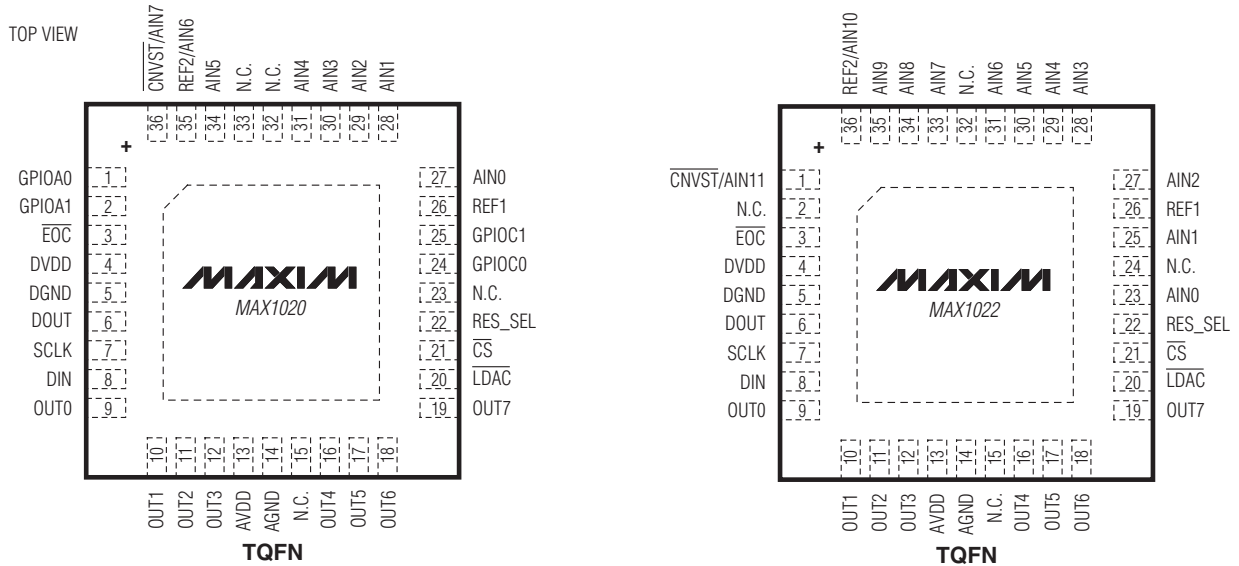 TOP VIEW
CNVST/AIN7
REF2/AIN6
AIN5
N.C.
N.C.
AIN4
AIN3
AIN2
AIN1
36
35
34
33
32
31
30
29
28
+
GPIOA0 1
GPIOA1 2
EOC 3
DVDD 4
DGND 5
DOUT 6
SCLK 7
DIN 8
OUT0 9
27 AIN0
26 REF1
25 GPIOC1
24 GPIOC0
23 N.C.
22 RES_SEL
21 CS
20 LDAC
19 OUT7
MAXIM
MAX1020
10
11
12
13
14
15
16
17
18
OUT1
OUT2
OUT3
AVDD
AGND
N.C.
OUT4
OUT5
OUT6
TQFN
REF2/AIN10
AIN9
AIN8
AIN7
N.C.
AIN6
AIN5
AIN4
AIN3
36
35
34
33
32
31
30
29
28
+
CNVST/AIN11 1
N.C. 2
EOC 3
DVDD 4
DGND 5
DOUT 6
SCLK 7
DIN 8
OUT0 9
27 AIN2
26 REF1
25 AIN1
24 N.C.
23 AIN0
22 RES_SEL
21 CS
20 LDAC
19 OUT7
MAXIM
MAX1022
10
11
12
13
14
15
16
17
18
OUT1
OUT2
OUT3
AVDD
AGND
N.C.
OUT4
OUT5
OUT6
TQFN